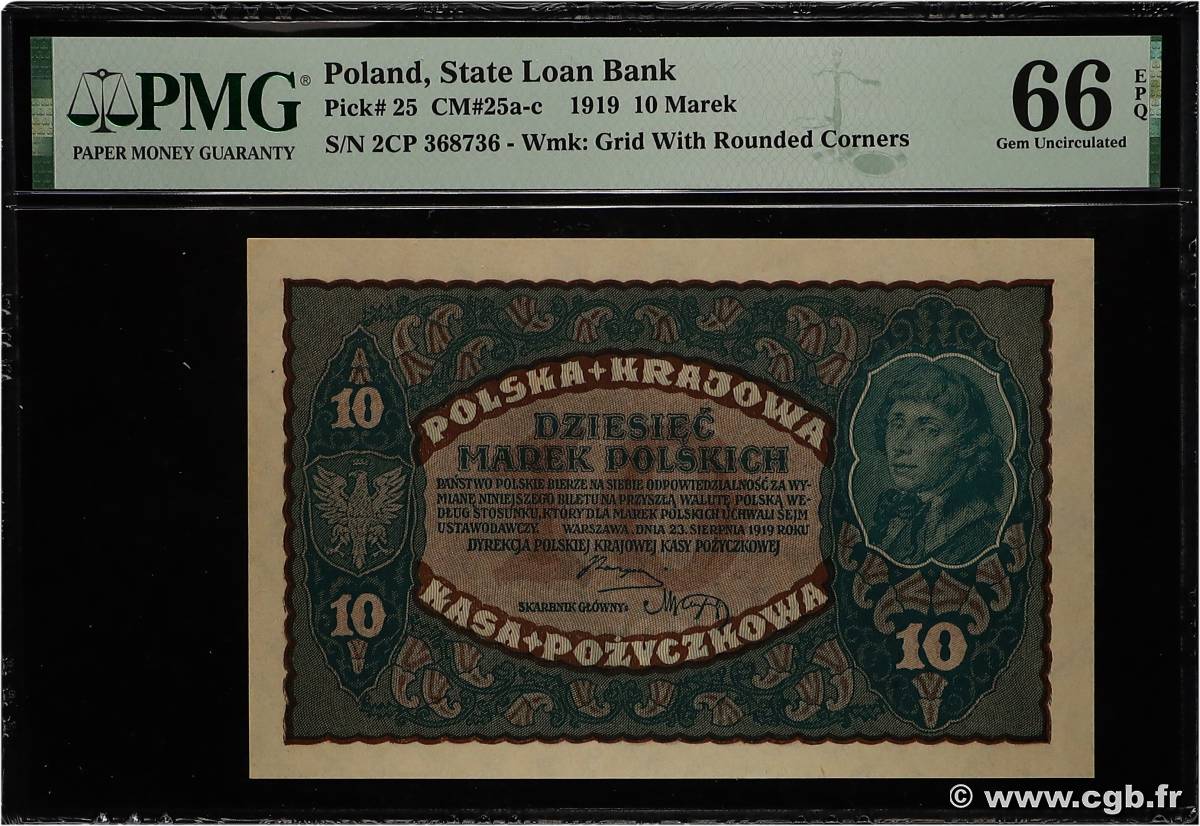 PMG®
PAPER MONEY GUARANTY
Poland, State Loan Bank
Pick# 25 CM#25a-c 1919 10 Marek
S/N 2CP 368736 - Wmk: Grid With Rounded Corners
66 EPQ
Gem Uncirculated
10
POLSKA+KRAJOWA
DZIESIĘĆ
MAREK POLSKICH
PAŃSTWO POLSKIE BIERZE NA SIEBIE ODPOWIEDZIALNOŚĆ ZA WY-
MIANĘ NINIEJSZEGO BILETU NA PRZYSZŁĄ WALUTĘ POLSKĄ WE-
DŁUG STOSUNKU, KTÓRY DLA MAREK POLSKICH UCHWALI SEJM
USTAWODAWCZY. WARSZAWA, DNIA 23. SIERPNIA 1919 ROKU
DYREKCJA POLSKIEJ KRAJOWEJ KASY POŻYCZKOWEJ
SKARBNIK GŁÓWNY:
KASA+POŻYCZKOWA
10
10
© www.cgb.fr